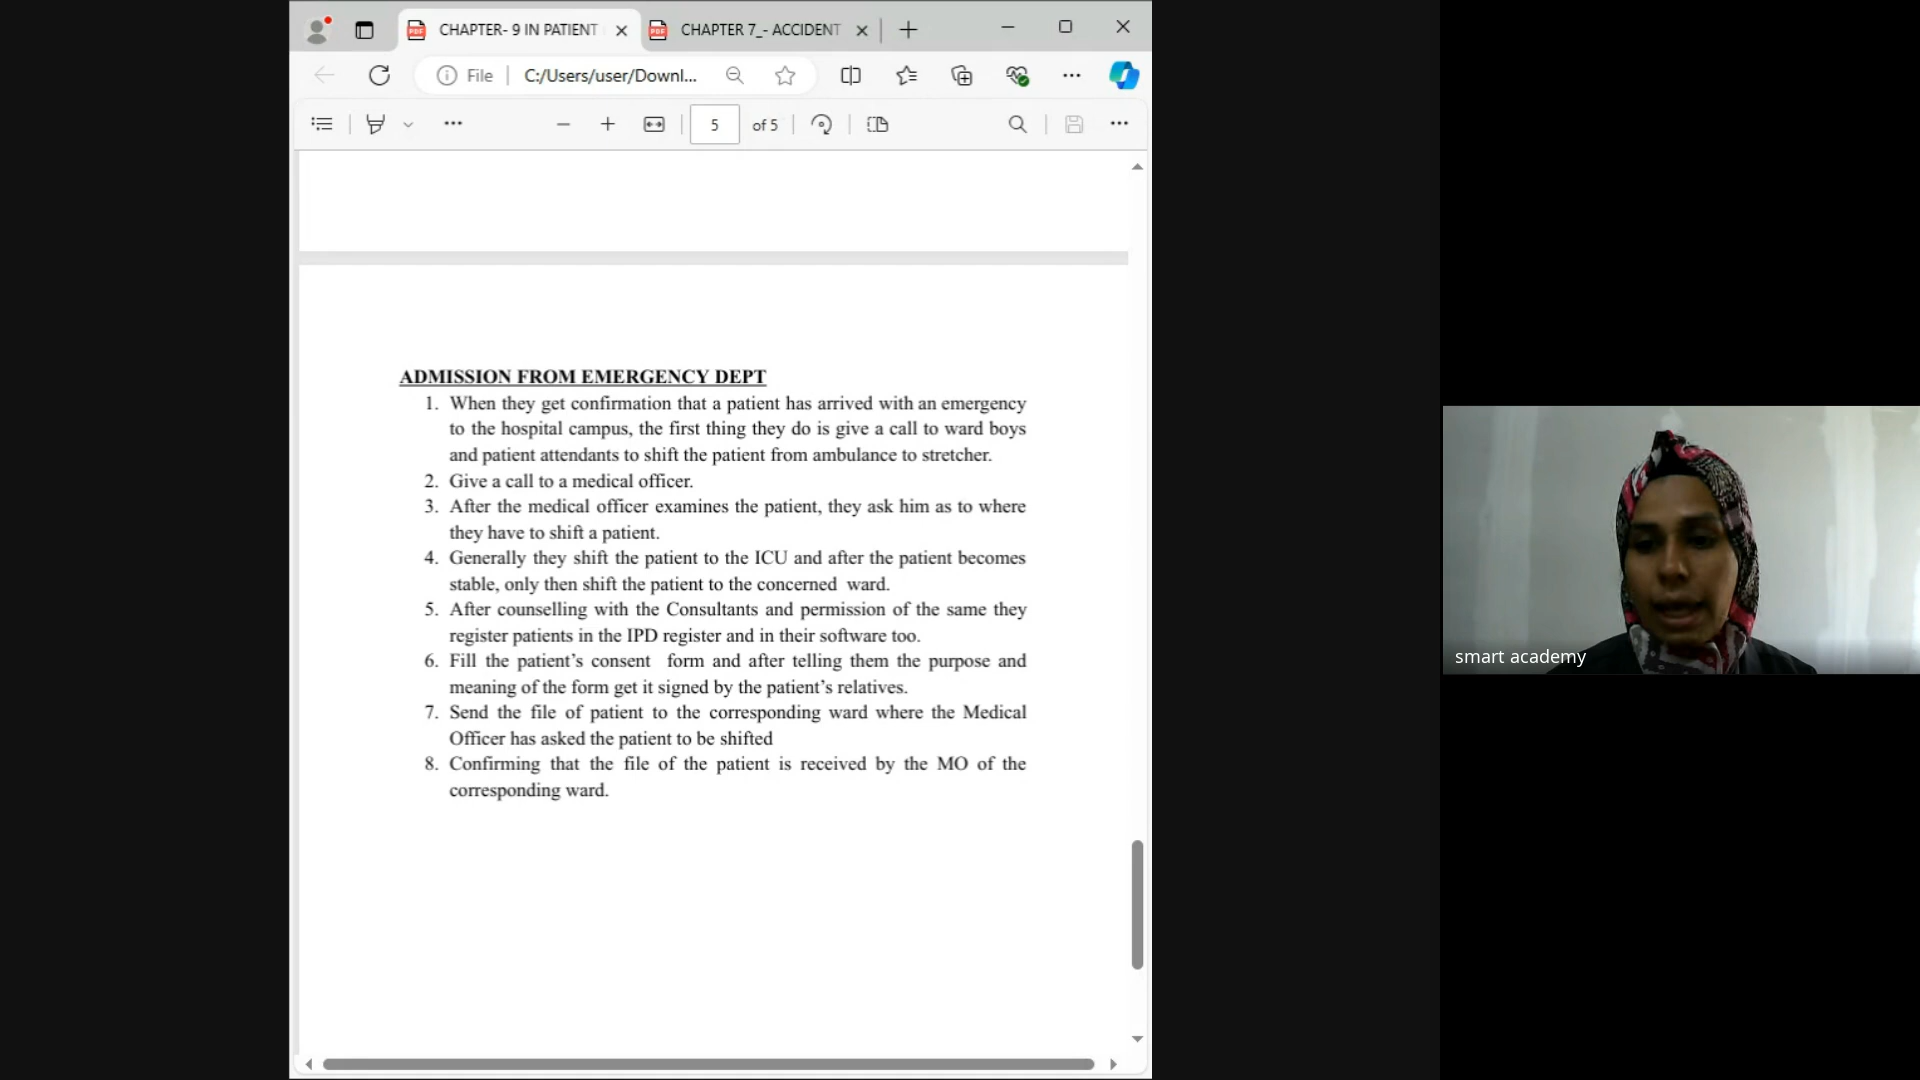 CHAPTER- 9 IN PATIENT
CHAPTER 7_- ACCIDENT
File
C:/Users/user/Downl...
5 of 5
ADMISSION FROM EMERGENCY DEPT
1. When they get confirmation that a patient has arrived with an emergency
to the hospital campus, the first thing they do is give a call to ward boys
and patient attendants to shift the patient from ambulance to stretcher.
2. Give a call to a medical officer.
3. After the medical officer examines the patient, they ask him as to where
they have to shift a patient.
4. Generally they shift the patient to the ICU and after the patient becomes
stable, only then shift the patient to the concerned ward.
5. After counselling with the Consultants and permission of the same they
register patients in the IPD register and in their software too.
6. Fill the patient’s consent form and after telling them the purpose and
meaning of the form get it signed by the patient’s relatives.
7. Send the file of patient to the corresponding ward where the Medical
Officer has asked the patient to be shifted
8. Confirming that the file of the patient is received by the MO of the
corresponding ward.
smart academy